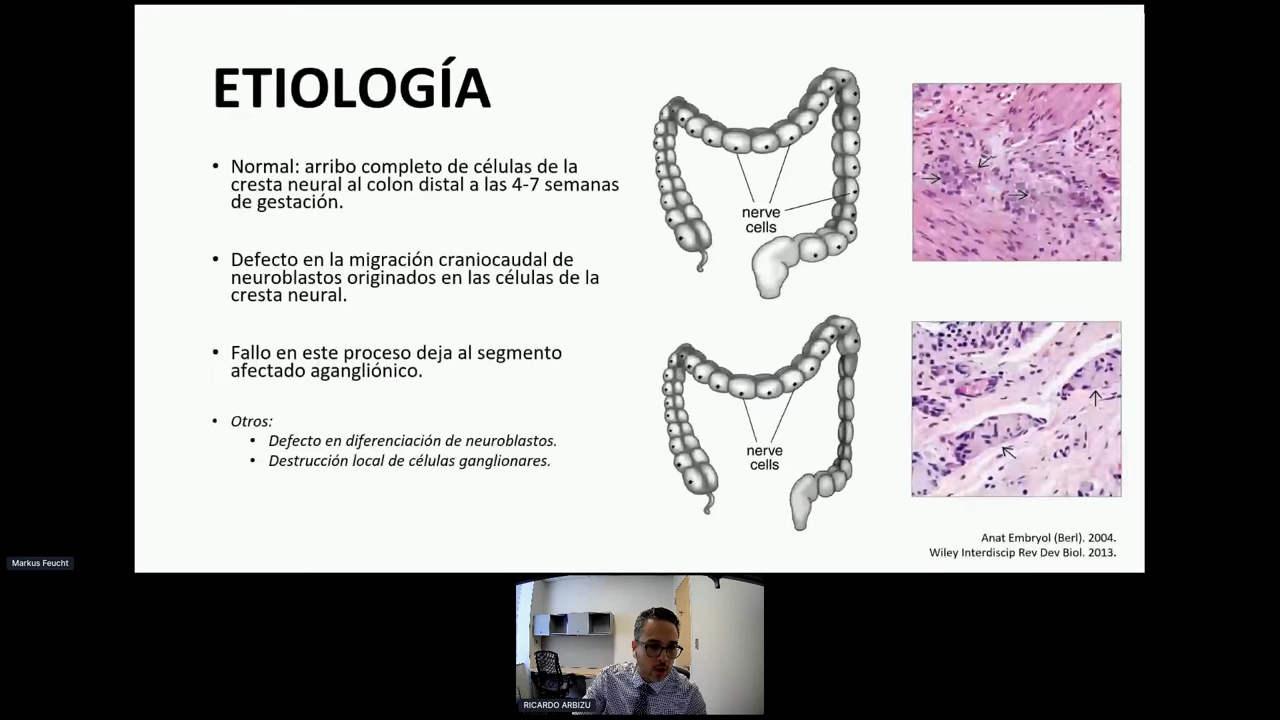 ETIOLOGÍA
• Normal: arribo completo de células de la
cresta neural al colon distal a las 4-7 semanas
de gestación.
• Defecto en la migración craniocaudal de
neuroblastos originados en las células de la
cresta neural.
• Fallo en este proceso deja al segmento
afectado agangliónico.
• Otros:
• Defecto en diferenciación de neuroblastos.
• Destrucción local de células ganglionares.
nerve
cells
nerve
cells
Anat Embryol (Berl). 2004.
Wiley Interdiscip Rev Dev Biol. 2013.
Markus Feucht
RICARDO ARBIZU